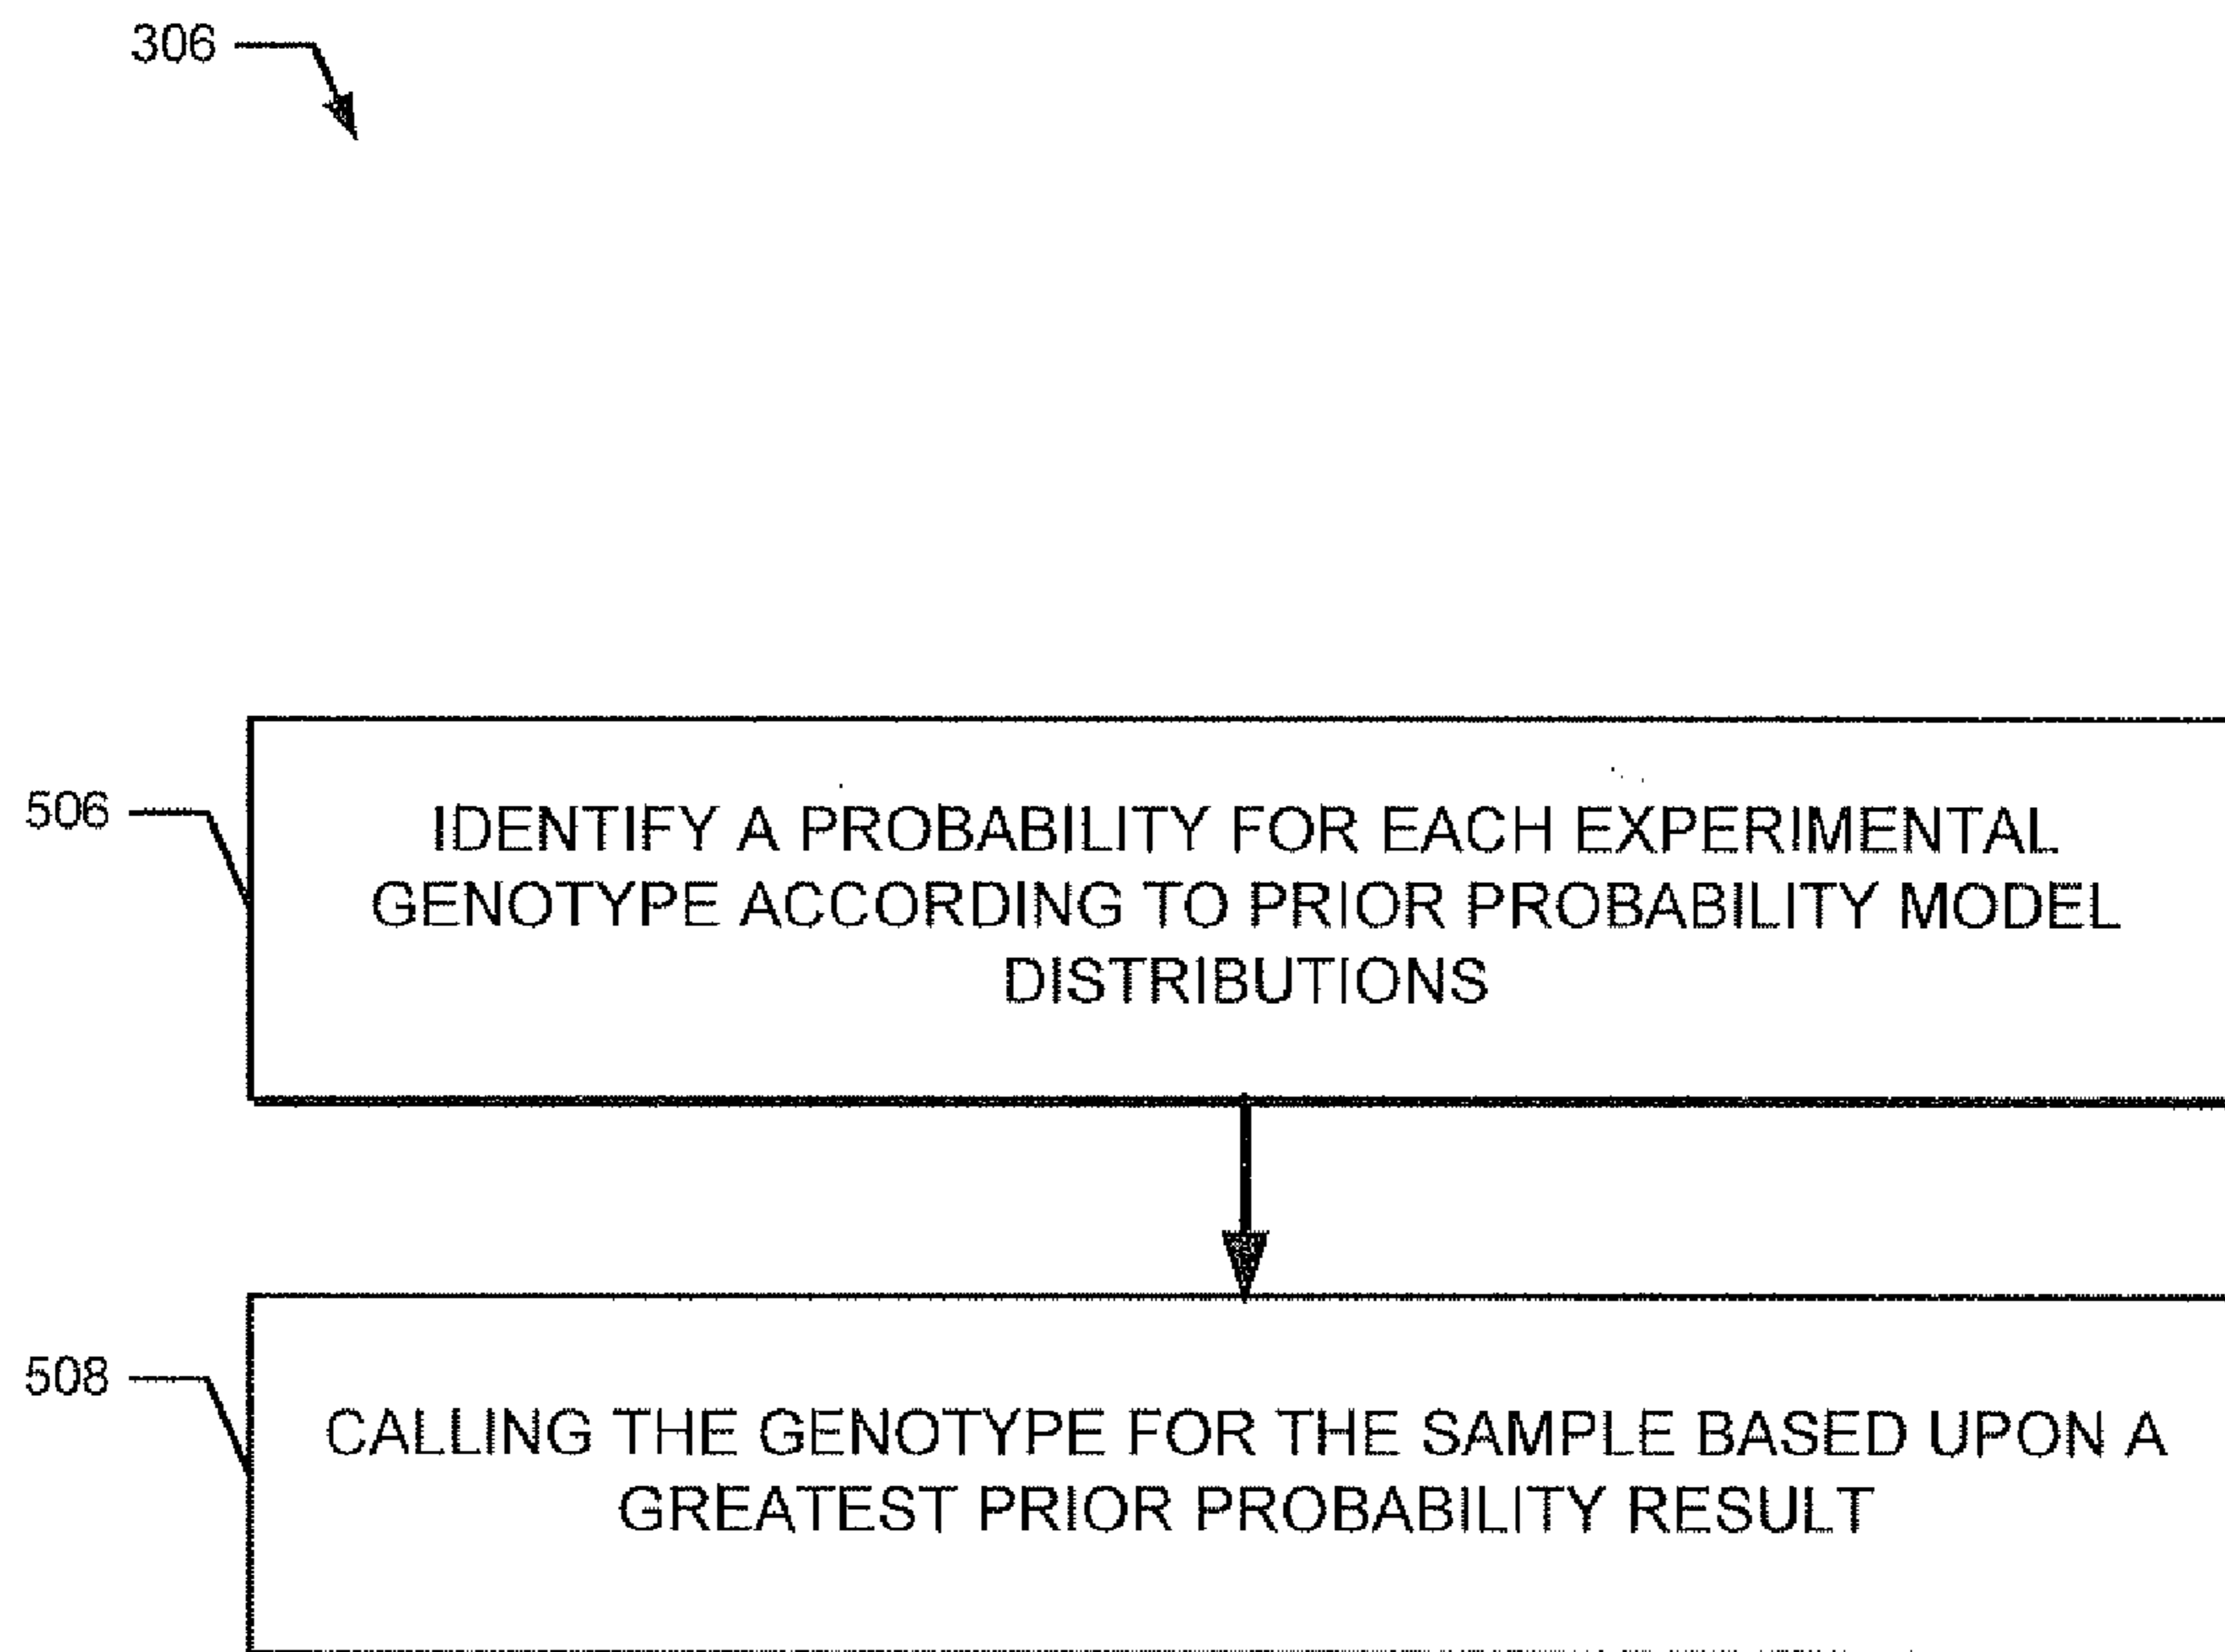 306
506
IDENTIFY A PROBABILITY FOR EACH EXPERIMENTAL
GENOTYPE ACCORDING TO PRIOR PROBABILITY MODEL
DISTRIBUTIONS
508
CALLING THE GENOTYPE FOR THE SAMPLE BASED UPON A
GREATEST PRIOR PROBABILITY RESULT